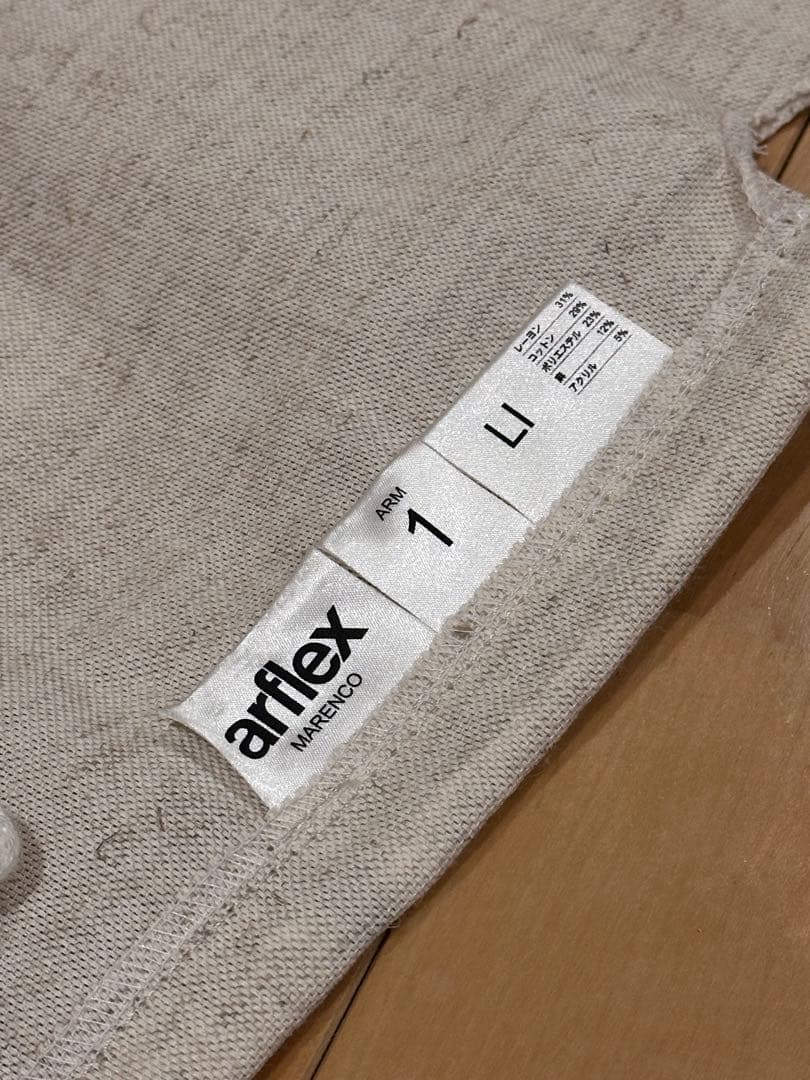 arflex
MARENCO
ARM
1
LI
レーヨン 31%
コットン 29%
ポリエステル 23%
麻 12%
アクリル 5%